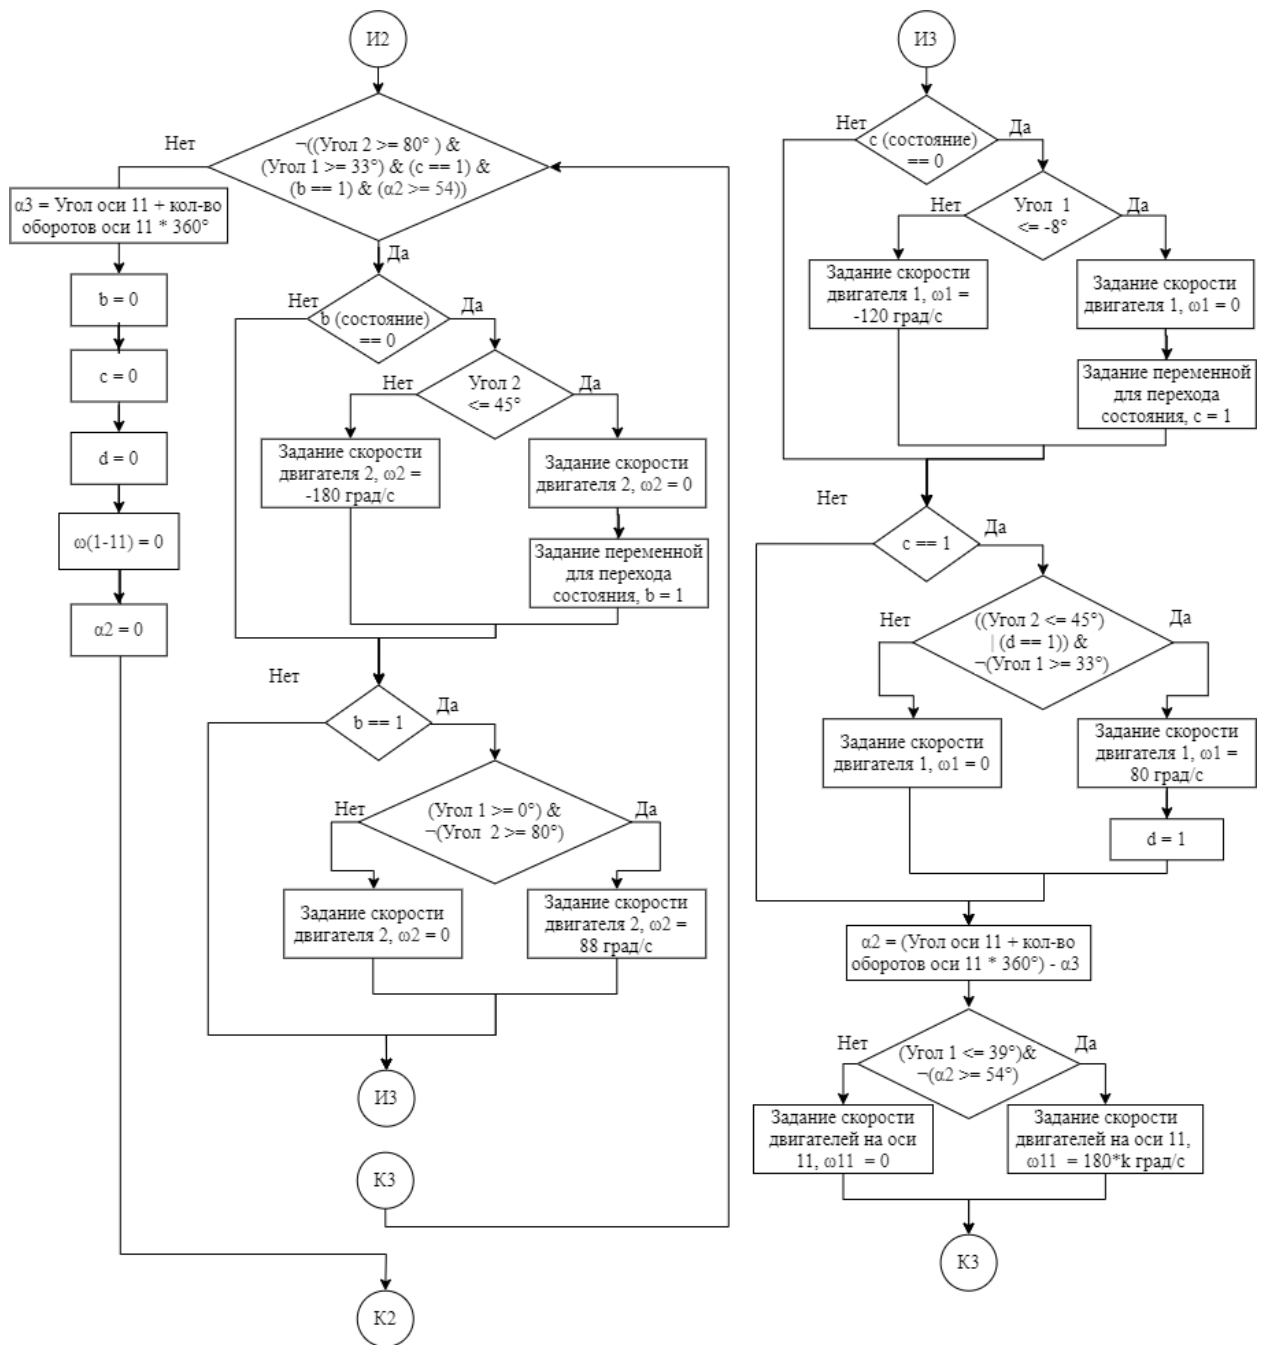 И2
Нет
¬((Угол 2 >= 80° ) &
(Угол 1 >= 33°) & (c == 1) &
(b == 1) & (α2 >= 54))
α3 = Угол оси 11 + кол-во
оборотов оси 11 * 360°
b = 0
c = 0
d = 0
ω(1-11) = 0
α2 = 0
Да
Нет
b (состояние)
== 0
Да
Нет
Угол 2
<= 45°
Да
Задание скорости
двигателя 2, ω2 =
-180 град/с
Задание скорости
двигателя 2, ω2 = 0
Задание переменной
для перехода
состояния, b = 1
Нет
b == 1
Да
Нет
(Угол 1 >= 0°) &
¬(Угол 2 >= 80°)
Да
Задание скорости
двигателя 2, ω2 = 0
Задание скорости
двигателя 2, ω2 =
88 град/с
И3
К3
К2
И3
Нет
c (состояние)
== 0
Да
Нет
Угол 1
<= -8°
Да
Задание скорости
двигателя 1, ω1 =
-120 град/с
Задание скорости
двигателя 1, ω1 = 0
Задание переменной
для перехода
состояния, c = 1
Нет
c == 1
Да
Нет
((Угол 2 <= 45°)
| (d == 1)) &
¬(Угол 1 >= 33°)
Да
Задание скорости
двигателя 1, ω1 = 0
Задание скорости
двигателя 1, ω1 =
80 град/с
d = 1
α2 = (Угол оси 11 + кол-во
оборотов оси 11 * 360°) - α3
Нет
(Угол 1 <= 39°)&
¬(α2 >= 54°)
Да
Задание скорости
двигателей на оси
11, ω11 = 0
Задание скорости
двигателей на оси 11,
ω11 = 180*k град/с
К3